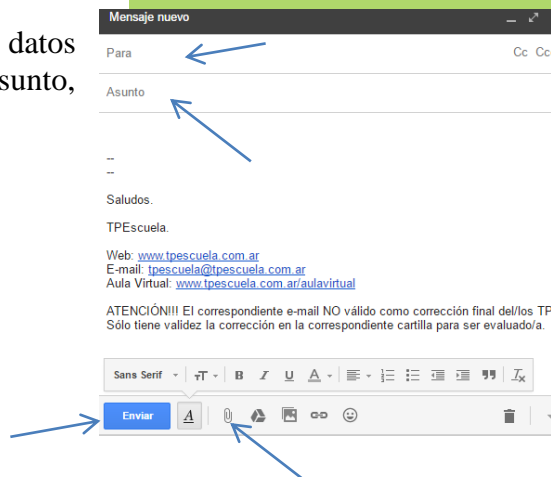 datos
sunto,
Mensaje nuevo
Para Cc Cc
Asunto
--
--
Saludos.
TPEscuela.
Web: www.tpescuela.com.ar
E-mail: tpescuela@tpescuela.com.ar
Aula Virtual: www.tpescuela.com.ar/aulavirtual
ATENCIÓN!!! El correspondiente e-mail NO válido como corrección final del/los TP
Sólo tiene validez la corrección en la correspondiente cartilla para ser evaluado/a.
Sans Serif TT B I U A Tx
Enviar A